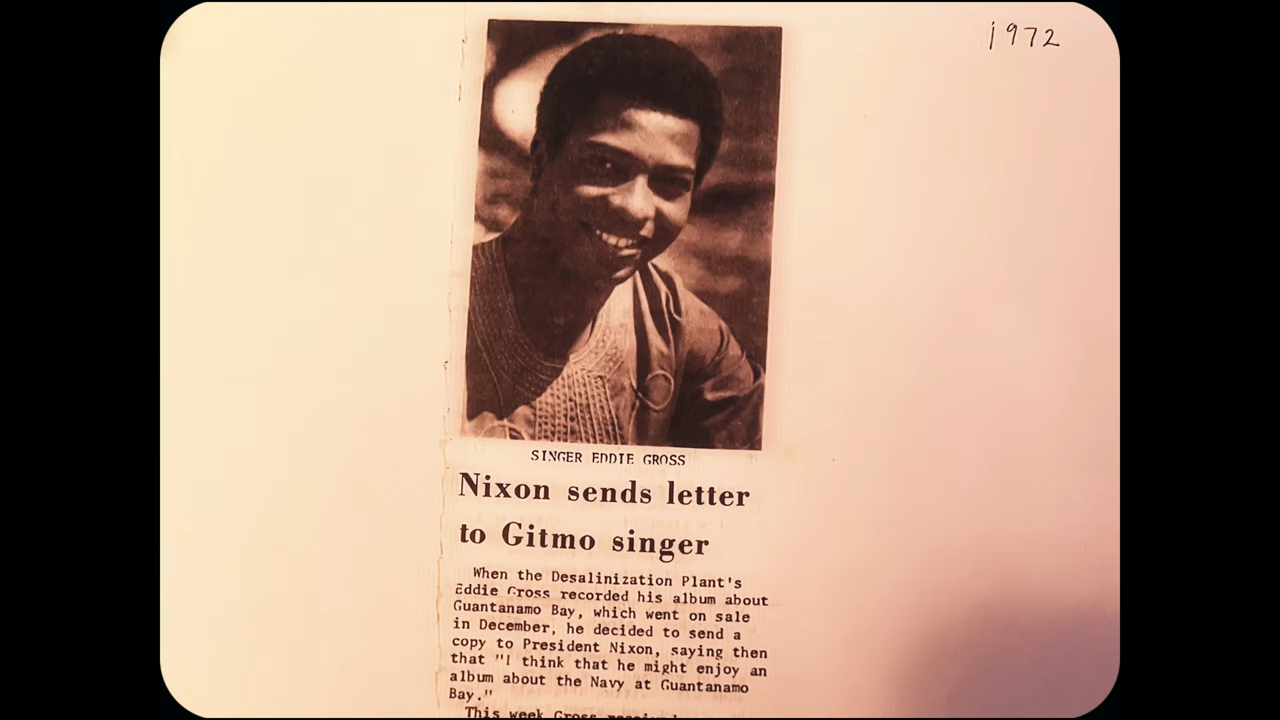 1972
SINGER EDDIE GROSS
Nixon sends letter
to Gitmo singer
When the Desalinization Plant's
Eddie Gross recorded his album about
Guantanamo Bay, which went on sale
in December, he decided to send a
copy to President Nixon, saying then
that "I think that he might enjoy an
album about the Navy at Guantanamo
Bay."
This week Gross